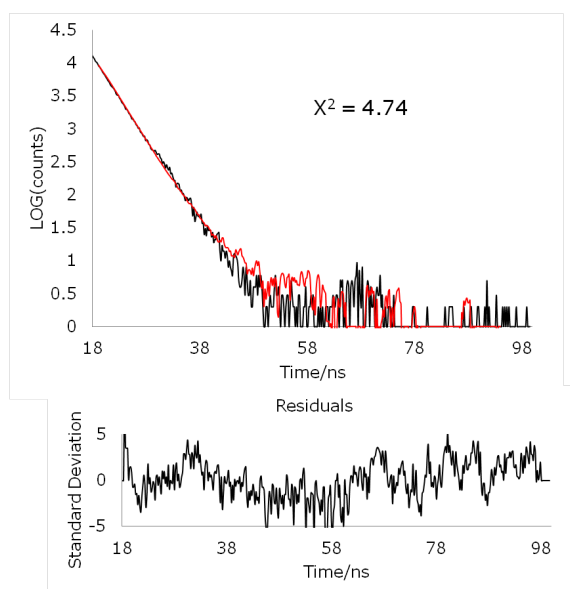 4.5
4
3.5
3
2.5
2
1.5
1
0.5
0
LOG(counts)
X² = 4.74
18 38 58 78 98
Time/ns
Residuals
5
0
-5
Standard Deviation
18 38 58 78 98
Time/ns